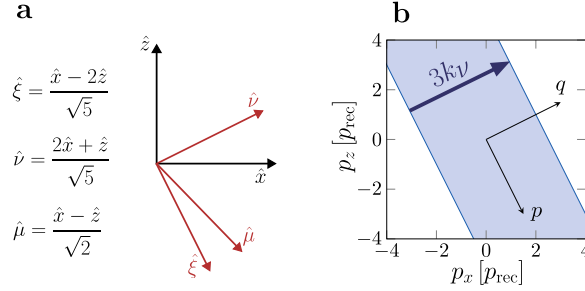 a
ξ̂ = (x̂ − 2ẑ)/√5
ν̂ = (2x̂ + ẑ)/√5
μ̂ = (x̂ − ẑ)/√2
ẑ
ν̂
x̂
μ̂
ξ̂
b
4
2
0
−2
−4
p_z [p_rec]
3kν
q
p
−4 −2 0 2 4
p_x [p_rec]